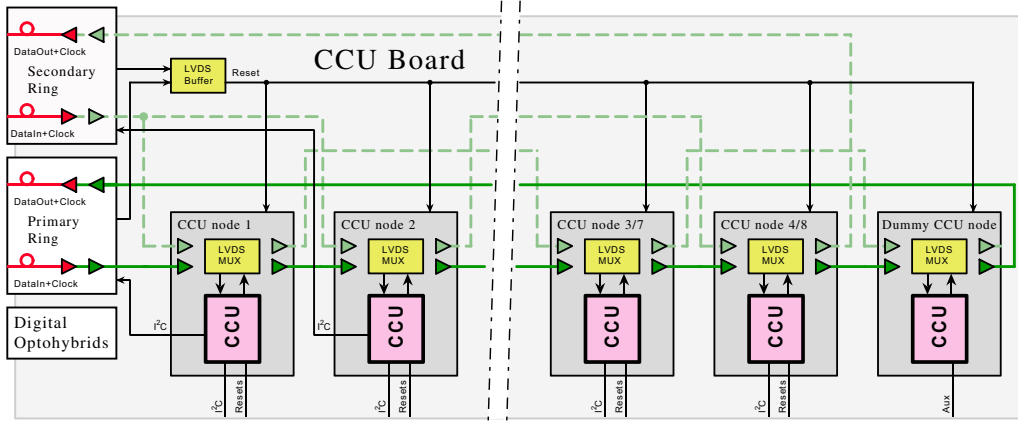 DataOut+Clock
Secondary
Ring
DataIn+Clock
LVDS
Buffer
Reset
CCU Board
DataOut+Clock
Primary
Ring
DataIn+Clock
Digital
Optohybrids
CCU node 1
LVDS
MUX
CCU
I²C
I²C
Resets
CCU node 2
LVDS
MUX
CCU
I²C
I²C
Resets
CCU node 3/7
LVDS
MUX
CCU
I²C
Resets
CCU node 4/8
LVDS
MUX
CCU
I²C
Resets
Dummy CCU node
LVDS
MUX
CCU
Aux